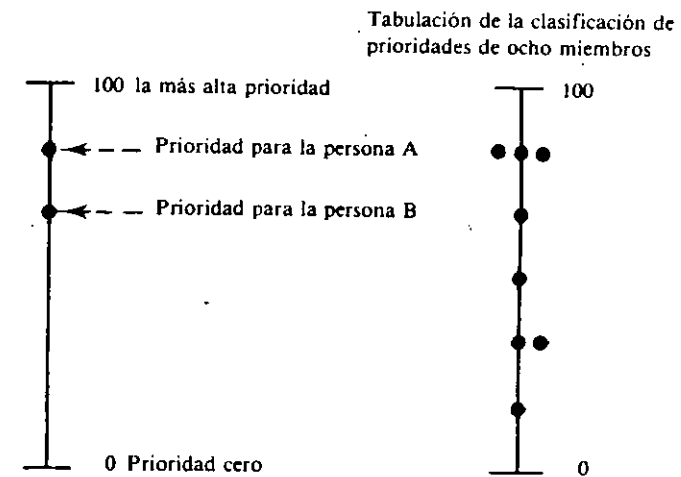 Tabulación de la clasificación de
prioridades de ocho miembros
100 la más alta prioridad
100
Prioridad para la persona A
Prioridad para la persona B
0 Prioridad cero
0